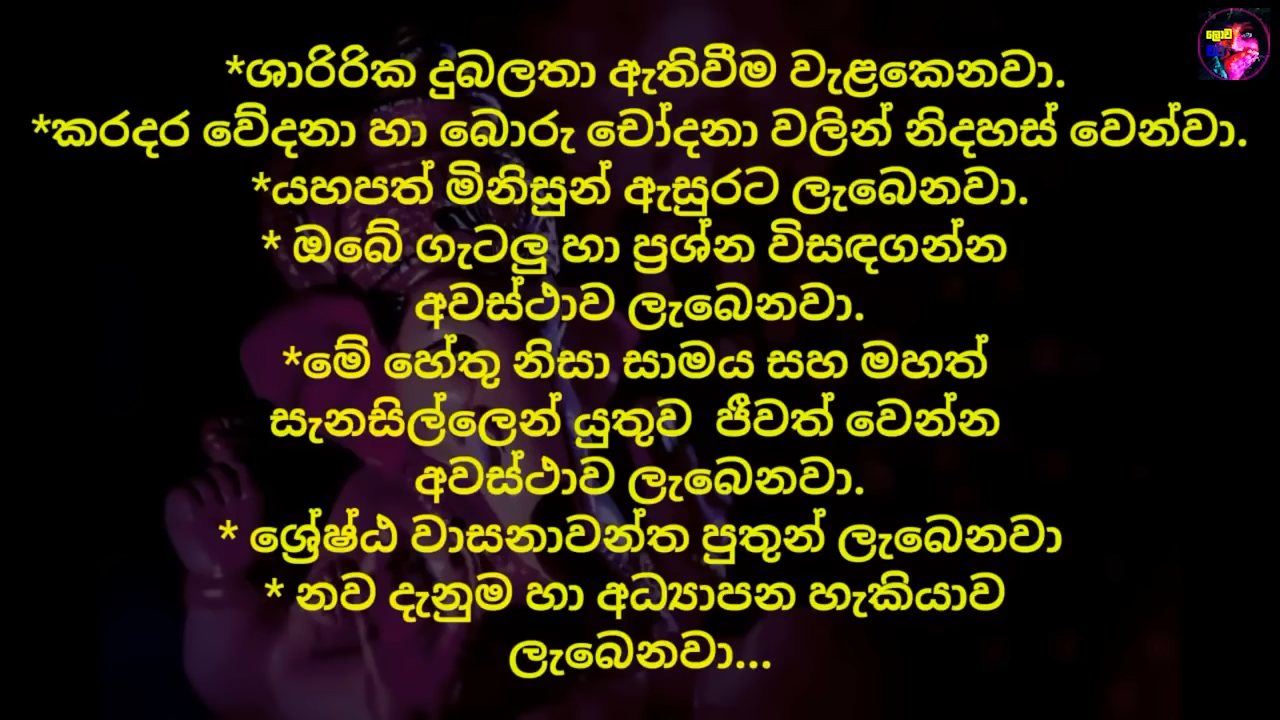 *ශාරිරික දුබලතා ඇතිවීම වැළකෙනවා.
*කරදර වේදනා හා බොරු චෝදනා වලින් නිදහස් වෙන්වා.
*යහපත් මිනිසුන් ඇසුරට ලැබෙනවා.
* ඔබේ ගැටලු හා ප්‍රශ්න විසඳගන්න
අවස්ථාව ලැබෙනවා.
*මේ හේතු නිසා සාමය සහ මහත්
සැනසිල්ලෙන් යුතුව ජීවත් වෙන්න
අවස්ථාව ලැබෙනවා.
* ශ්‍රේෂ්ඨ වාසනාවන්ත පුතුන් ලැබෙනවා
* නව දැනුම හා අධ්‍යාපන හැකියාව
ලැබෙනවා...
ලොව